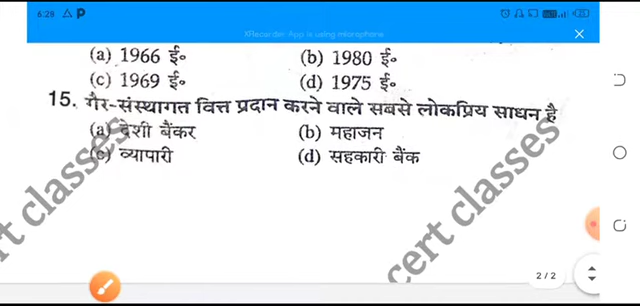 6:28
XRecorder App is using microphone
(a) 1966 ई० (b) 1980 ई०
(c) 1969 ई० (d) 1975 ई०
15. गैर-संस्थागत वित्त प्रदान करने वाले सबसे लोकप्रिय साधन है
(a) देशी बैंकर (b) महाजन
(c) व्यापारी (d) सहकारी बैंक
rt classes
cert classes
2 / 2